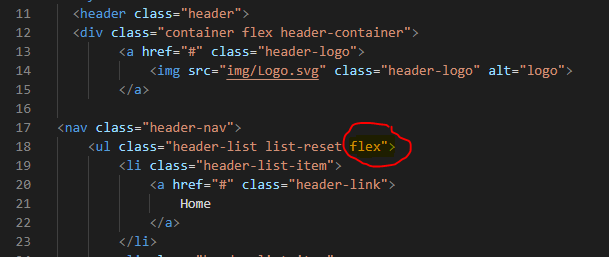 11 <header class="header">
12 <div class="container flex header-container">
13 <a href="#" class="header-logo">
14 <img src="img/Logo.svg" class="header-logo" alt="logo">
15 </a>
16
17 <nav class="header-nav">
18 <ul class="header-list list-reset flex">
19 <li class="header-list-item">
20 <a href="#" class="header-link">
21 Home
22 </a>
23 </li>